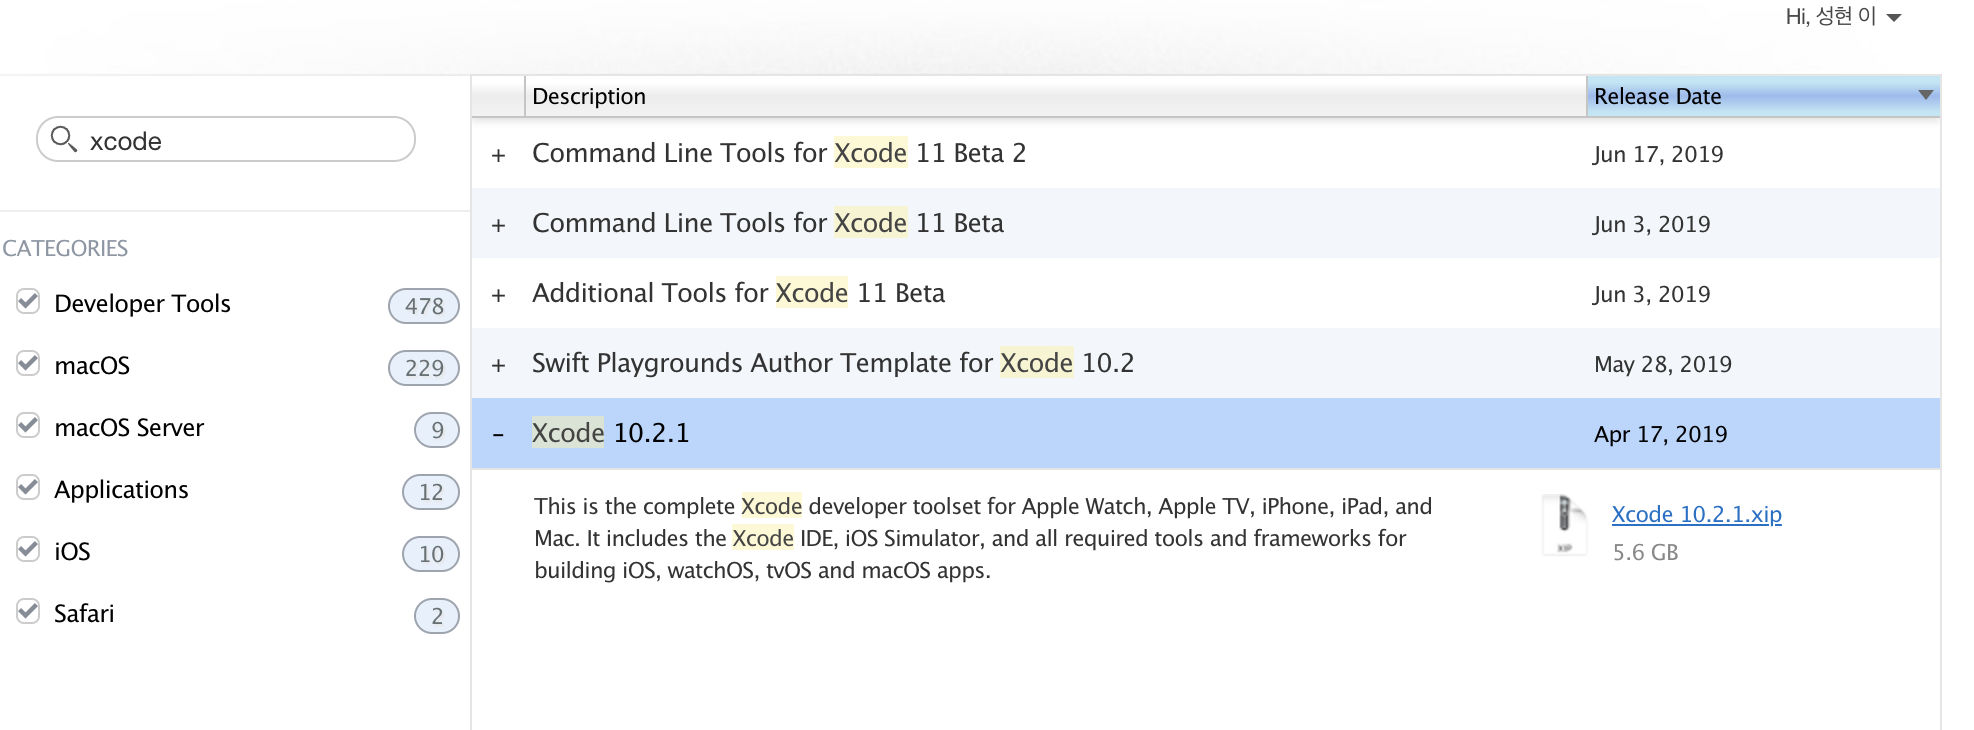 Hi, 성현 이
xcode
CATEGORIES
Developer Tools 478
macOS 229
macOS Server 9
Applications 12
iOS 10
Safari 2
Description Release Date
+ Command Line Tools for Xcode 11 Beta 2 Jun 17, 2019
+ Command Line Tools for Xcode 11 Beta Jun 3, 2019
+ Additional Tools for Xcode 11 Beta Jun 3, 2019
+ Swift Playgrounds Author Template for Xcode 10.2 May 28, 2019
– Xcode 10.2.1 Apr 17, 2019
This is the complete Xcode developer toolset for Apple Watch, Apple TV, iPhone, iPad, and
Mac. It includes the Xcode IDE, iOS Simulator, and all required tools and frameworks for
building iOS, watchOS, tvOS and macOS apps.
XIP
Xcode 10.2.1.xip
5.6 GB